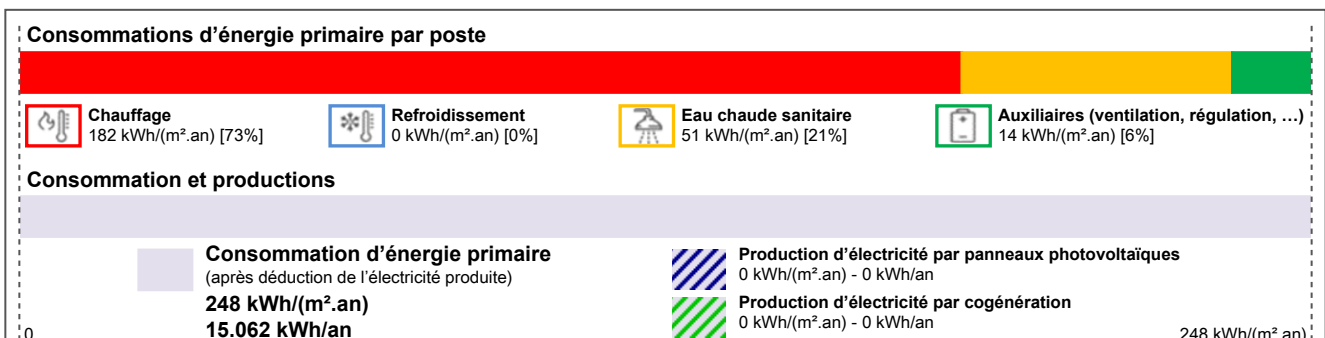 Consommations d’énergie primaire par poste
Chauffage
182 kWh/(m².an) [73%]
Refroidissement
0 kWh/(m².an) [0%]
Eau chaude sanitaire
51 kWh/(m².an) [21%]
Auxiliaires (ventilation, régulation, …)
14 kWh/(m².an) [6%]
Consommation et productions
Consommation d’énergie primaire
(après déduction de l’électricité produite)
248 kWh/(m².an)
15.062 kWh/an
Production d’électricité par panneaux photovoltaïques
0 kWh/(m².an) - 0 kWh/an
Production d’électricité par cogénération
0 kWh/(m².an) - 0 kWh/an
0
248 kWh/(m².an)